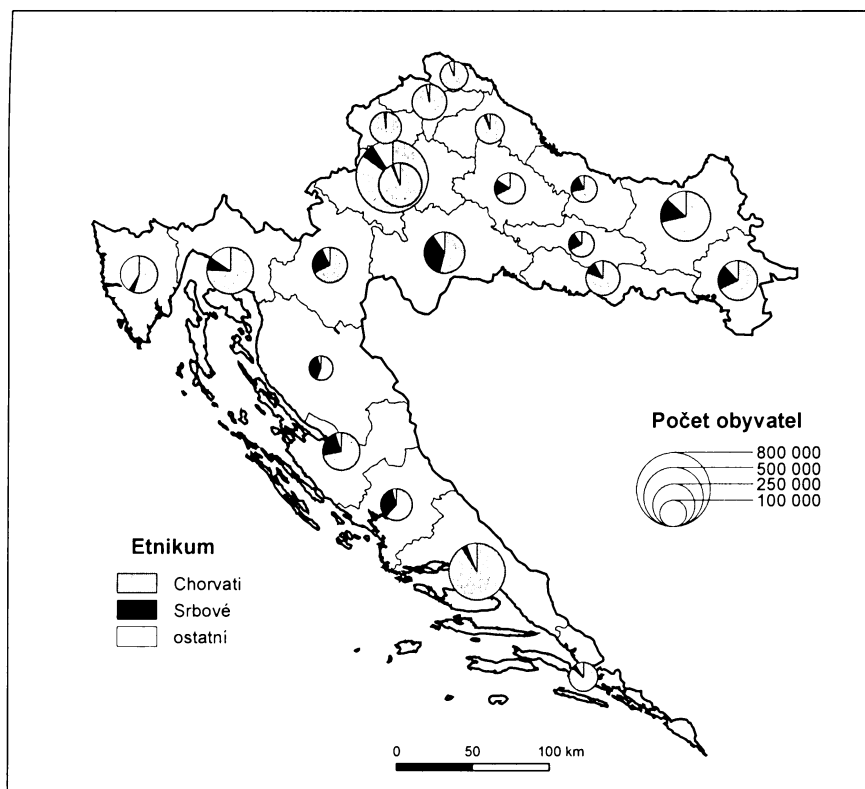 Počet obyvatel
800 000
500 000
250 000
100 000
Etnikum
Chorvati
Srbové
ostatní
0 50 100 km